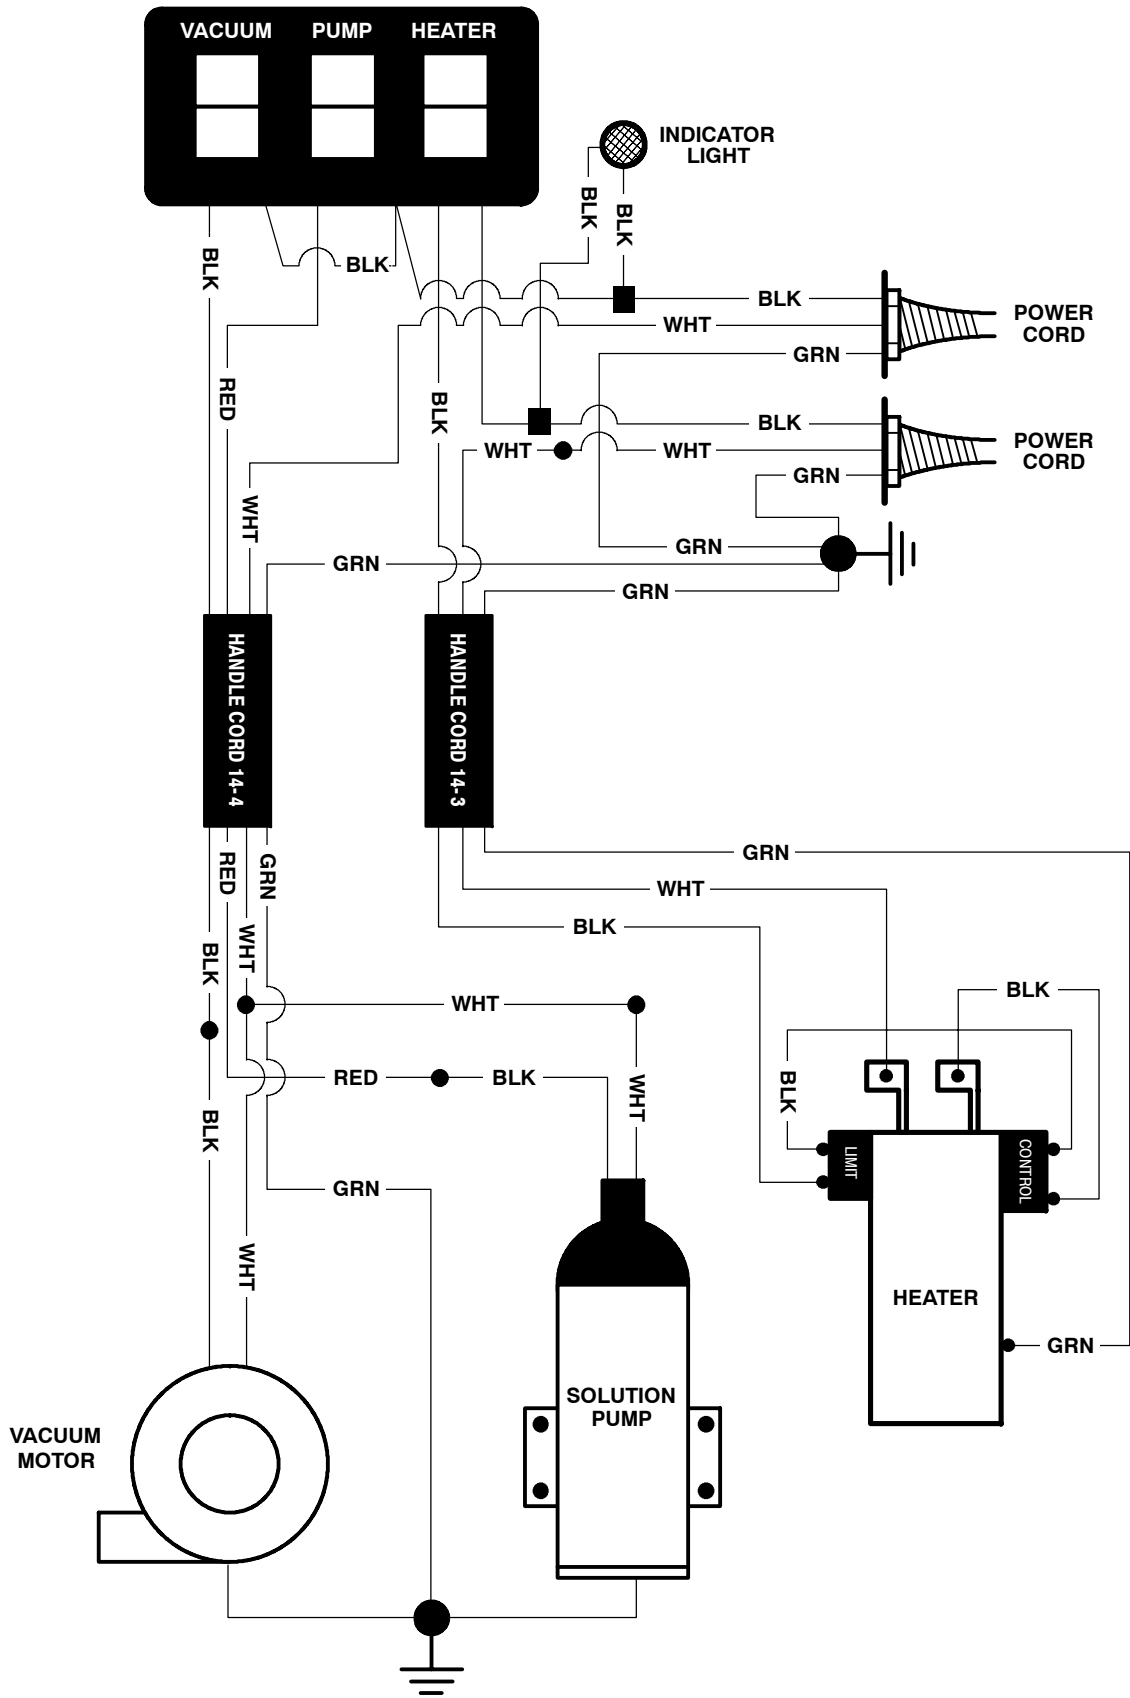 VACUUM PUMP HEATER
INDICATOR
LIGHT
BLK
BLK
BLK
BLK
BLK
POWER
CORD
WHT
GRN
RED
BLK
BLK
POWER
CORD
WHT
WHT
GRN
WHT
GRN
GRN
GRN
HANDLE CORD 14-4
HANDLE CORD 14-3
RED
GRN
GRN
WHT
BLK
BLK
WHT
WHT
BLK
RED
BLK
BLK
WHT
BLK
LIMIT
CONTROL
GRN
WHT
HEATER
GRN
SOLUTION
PUMP
VACUUM
MOTOR